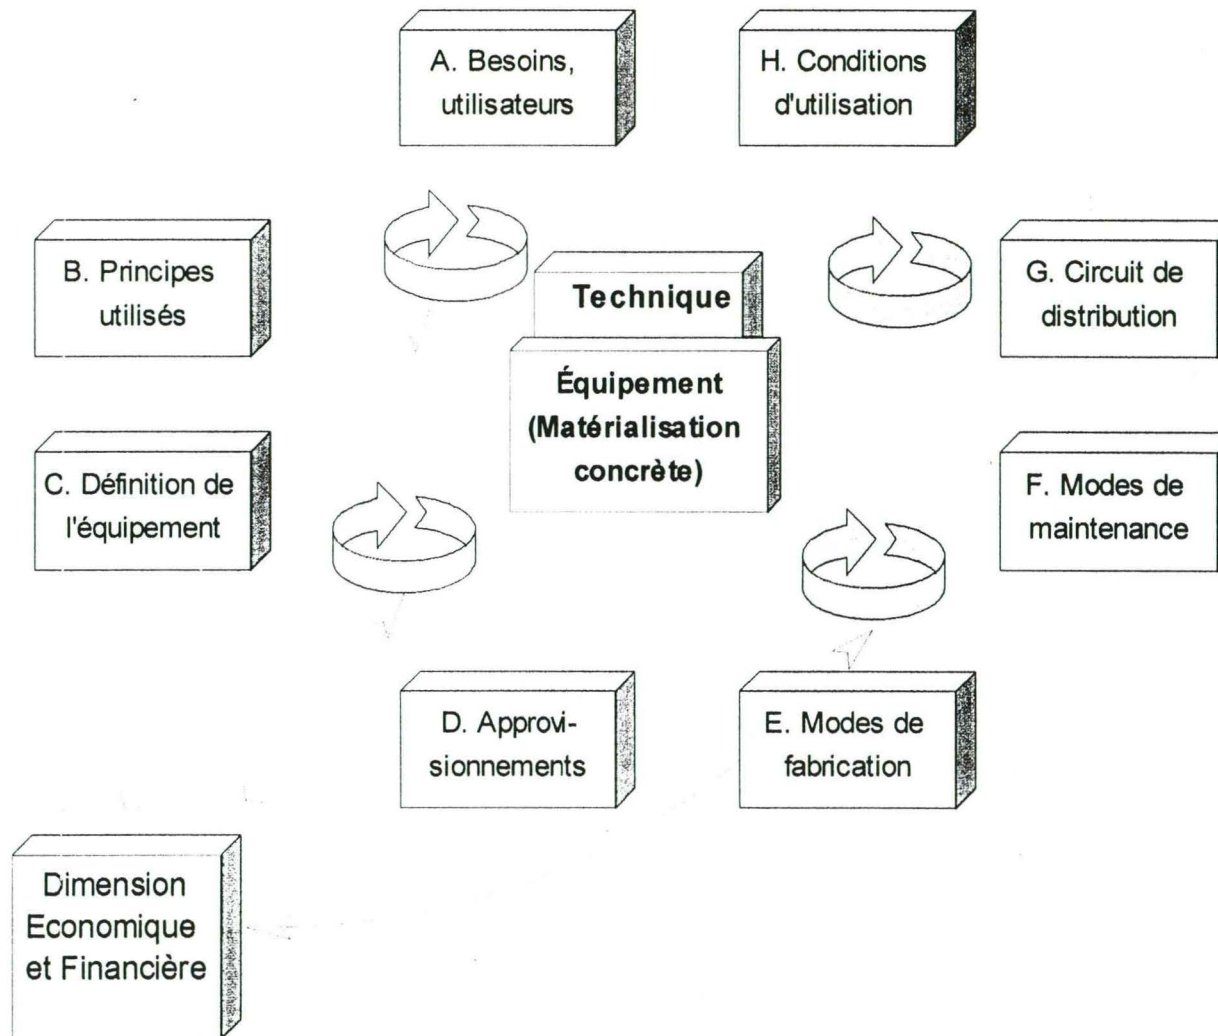 A. Besoins,
utilisateurs
H. Conditions
d'utilisation
B. Principes
utilisés
Technique
G. Circuit de
distribution
Équipement
(Matérialisation
concrète)
C. Définition de
l'équipement
F. Modes de
maintenance
D. Approvi-
sionnements
E. Modes de
fabrication
Dimension
Economique
et Financière